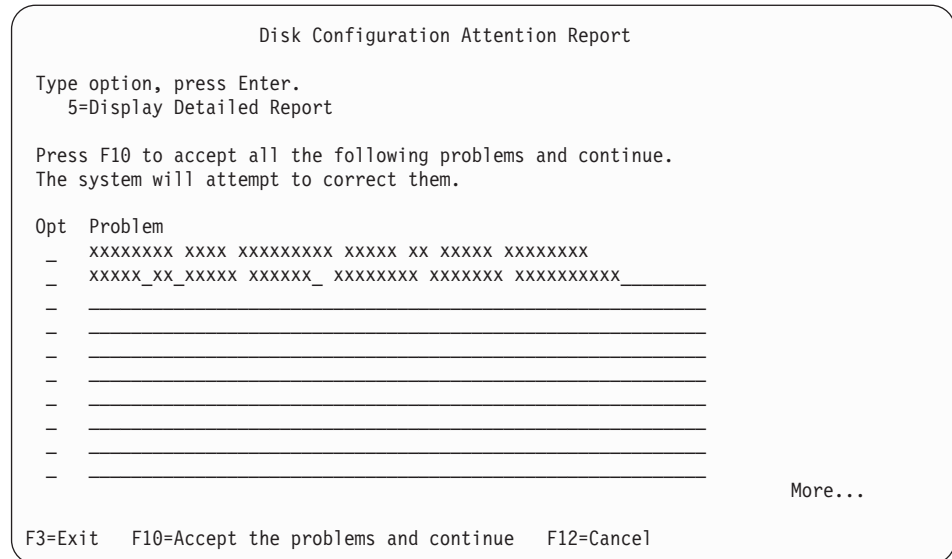 Disk Configuration Attention Report
Type option, press Enter.
5=Display Detailed Report
Press F10 to accept all the following problems and continue.
The system will attempt to correct them.
Opt Problem
_ xxxxxxxx xxxx xxxxxxxxx xxxxx xx xxxxx xxxxxxxx
_ xxxxx_xx_xxxxx xxxxxx_ xxxxxxxx xxxxxxx xxxxxxxxxx________
More...
F3=Exit F10=Accept the problems and continue F12=Cancel